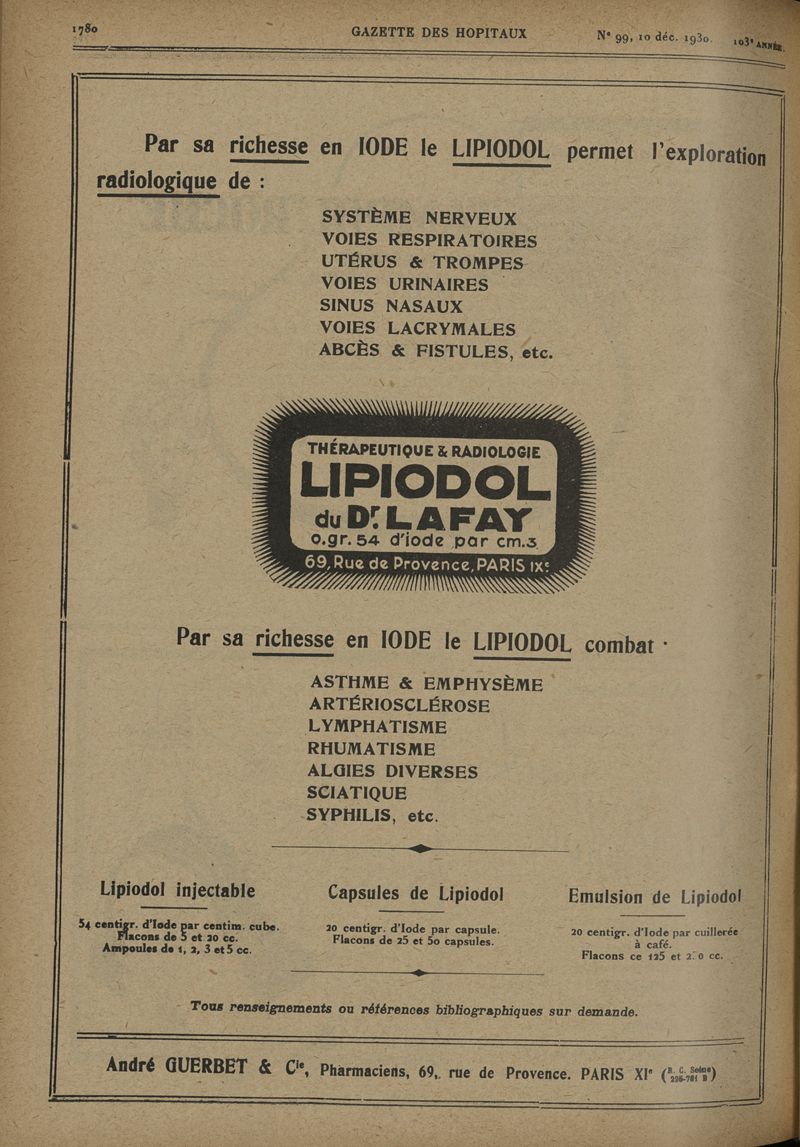 1780
GAZETTE DES HOPITAUX
N° 99, 10 déc. 1930.
103e ANNÉE.
Par sa richesse en IODE le LIPIODOL permet l'exploration
radiologique de :
SYSTÈME NERVEUX
VOIES RESPIRATOIRES
UTÉRUS & TROMPES
VOIES URINAIRES
SINUS NASAUX
VOIES LACRYMALES
ABCÈS & FISTULES, etc.
THÉRAPEUTIQUE & RADIOLOGIE
LIPIODOL
du Dr. LAFAY
0.gr. 54 d'iode par cm.3
69, Rue de Provence, PARIS IXe
Par sa richesse en IODE le LIPIODOL combat
ASTHME & EMPHYSÈME
ARTÉRIOSCLÉROSE
LYMPHATISME
RHUMATISME
ALGIES DIVERSES
SCIATIQUE
SYPHILIS, etc.
Lipiodol injectable
54 centigr. d'Iode par centim. cube.
Flacons de 5 et 20 cc.
Ampoules de 1, 2, 3 et 5 cc.
Capsules de Lipiodol
20 centigr. d'Iode par capsule.
Flacons de 25 et 50 capsules.
Emulsion de Lipiodol
20 centigr. d'Iode par cuillerée
à café.
Flacons ce 125 et cc.
Tous renseignements ou références bibliographiques sur demande.
André GUERBET & Cie, Pharmaciens, 69, rue de Provence. PARIS XIe (R. C. Seine
B)